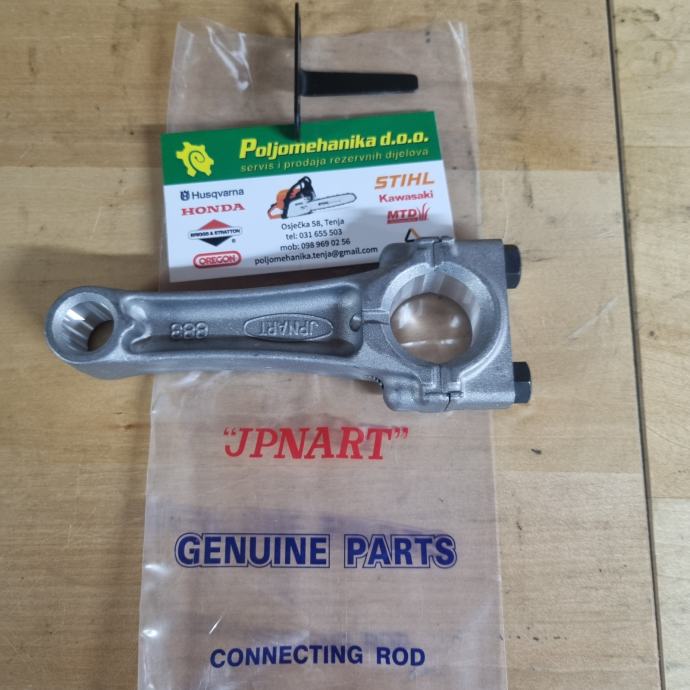 Poljomehanika d.o.o.
servis i prodaja rezervnih dijelova
Husqvarna
STIHL
HONDA
Kawasaki
BRIGGS & STRATTON
®
MTD
OREGON
Osječka 58, Tenja
tel: 031 655 503
mob: 098 969 02 56
poljomehanika.tenja@gmail.com
JPNART
888
"JPNART"
GENUINE PARTS
CONNECTING ROD